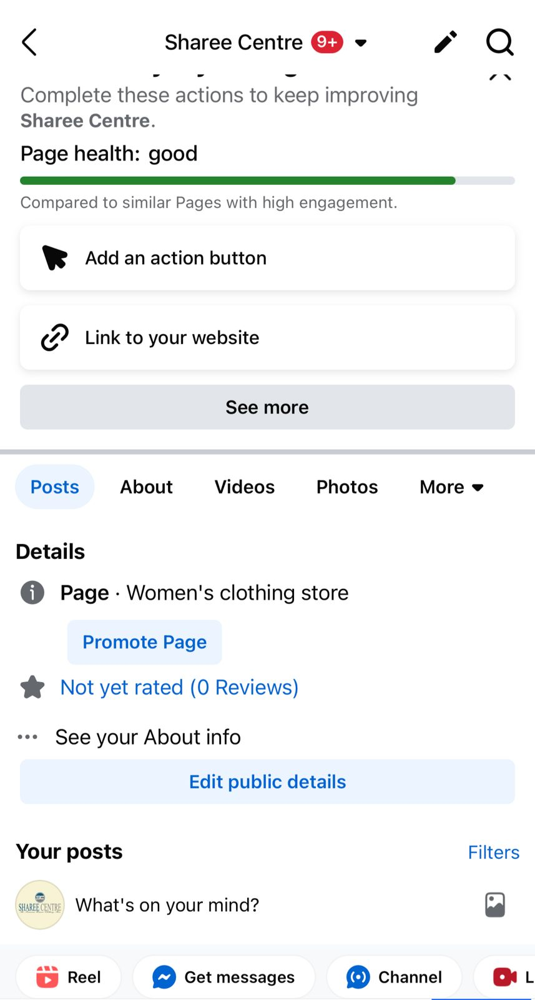 Sharee Centre 9+
Complete these actions to keep improving
Sharee Centre.
Page health: good
Compared to similar Pages with high engagement.
Add an action button
Link to your website
See more
Posts About Videos Photos More
Details
Page · Women's clothing store
Promote Page
Not yet rated (0 Reviews)
... See your About info
Edit public details
Your posts Filters
SHAREE CENTRE
What's on your mind?
Reel Get messages Channel L